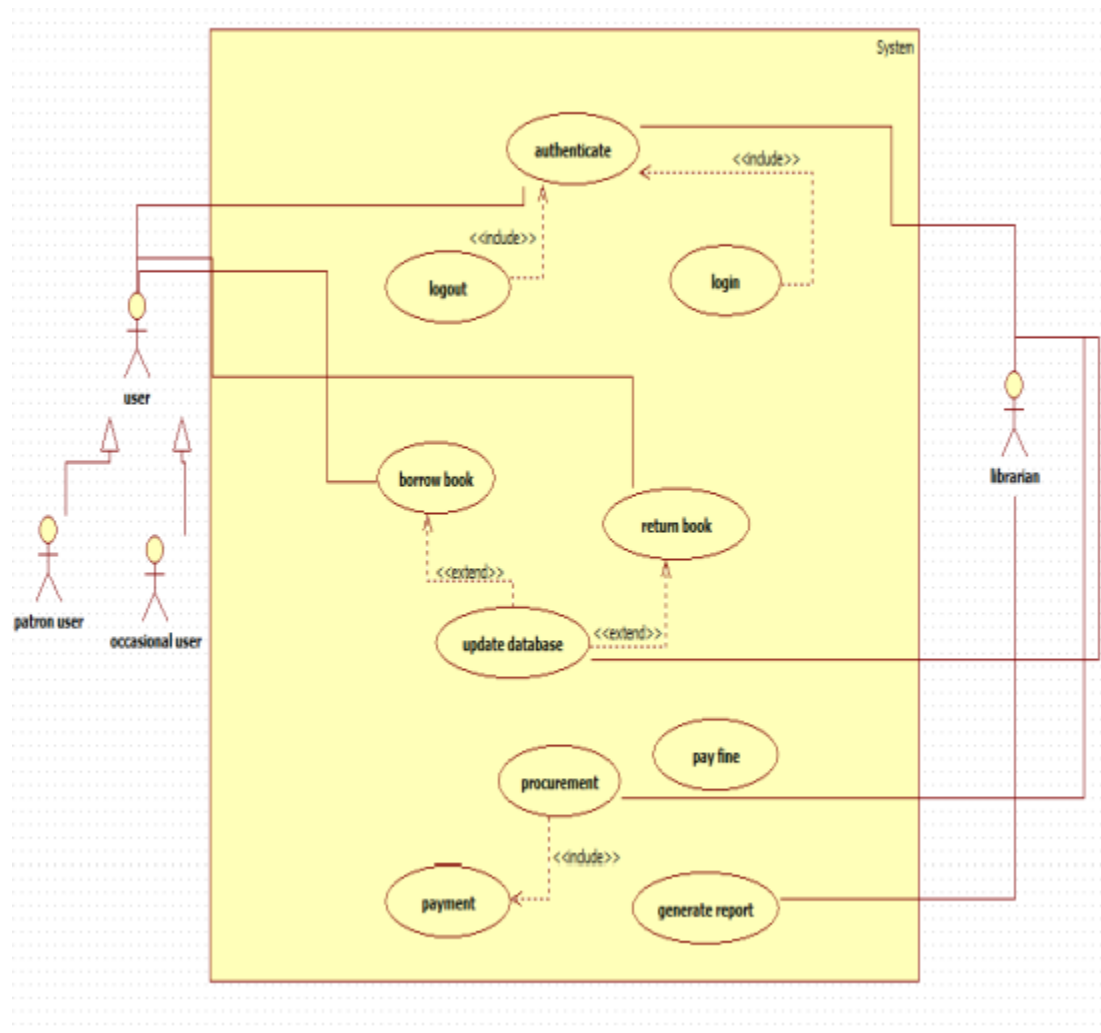 System
authenticate
<<include>>
<<include>>
logout
login
user
borrow book
librarian
return book
<<extend>>
patron user
occasional user
update database
<<extend>>
pay fine
procurement
<<include>>
payment
generate report